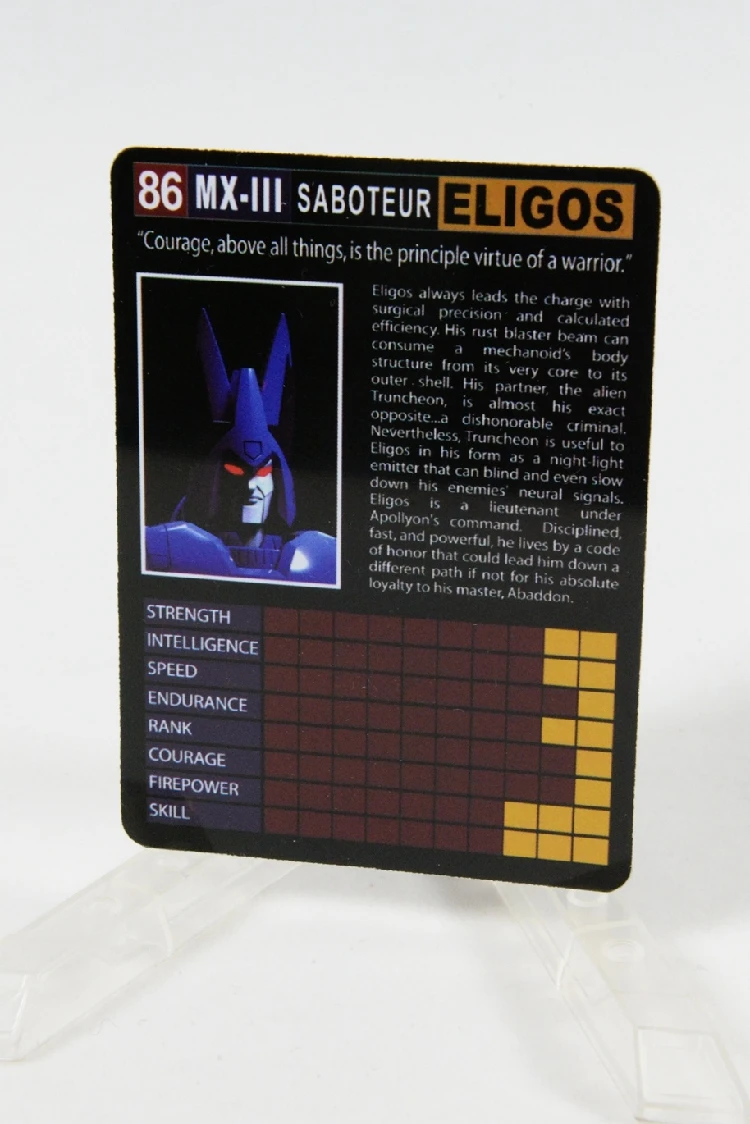 86 MX-III SABOTEUR ELIGOS
“Courage, above all things, is the principle virtue of a warrior.”
Eligos always leads the charge with
surgical precision and calculated
efficiency. His rust blaster beam can
consume a mechanoid's body
structure from its very core to its
outer shell. His partner, the alien
Truncheon, is almost his exact
opposite...a dishonorable criminal.
Nevertheless, Truncheon is useful to
Eligos in his form as a night-light
emitter that can blind and even slow
down his enemies' neural signals.
Eligos is a lieutenant under
Apollyon's command. Disciplined,
fast, and powerful, he lives by a code
of honor that could lead him down a
different path if not for his absolute
loyalty to his master, Abaddon.
STRENGTH
INTELLIGENCE
SPEED
ENDURANCE
RANK
COURAGE
FIREPOWER
SKILL